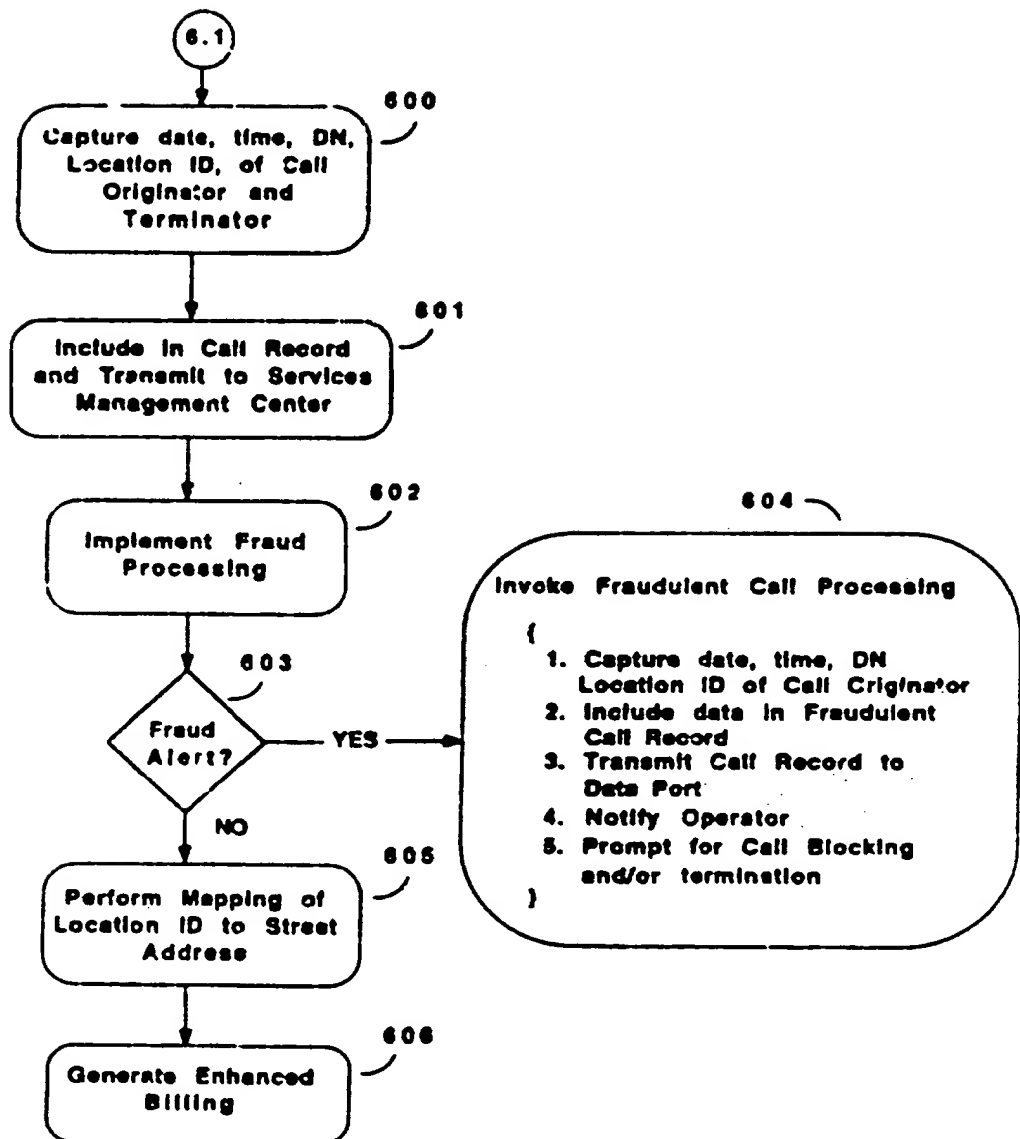 6.1
600
Capture date, time, DN,
Location ID, of Call
Originator and
Terminator
601
Include in Call Record
and Transmit to Services
Management Center
602
Implement Fraud
Processing
603
Fraud
Alert?
YES
NO
604
Invoke Fraudulent Call Processing
{
1. Capture date, time, DN
Location ID of Call Criginator
2. Include data in Fraudulent
Call Record
3. Transmit Call Record to
Data Port
4. Notify Operator
5. Prompt for Call Blocking
and/or termination
}
605
Perform Mapping of
Location ID to Street
Address
606
Generate Enhanced
Billing